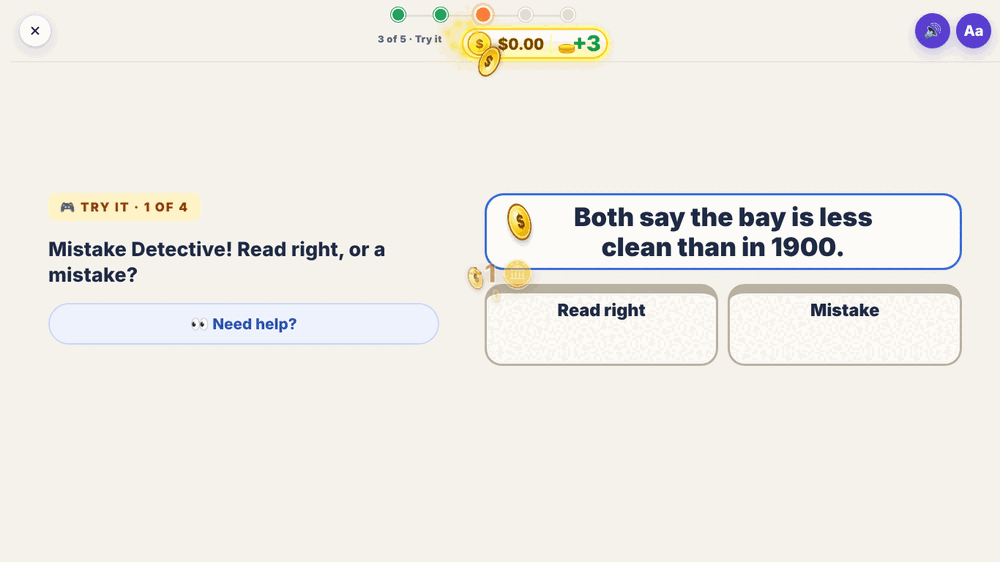 3 of 5 · Try it
$0.00
+3
Aa
TRY IT · 1 OF 4
Mistake Detective! Read right, or a
mistake?
Need help?
Both say the bay is less
clean than in 1900.
1
Read right
Mistake